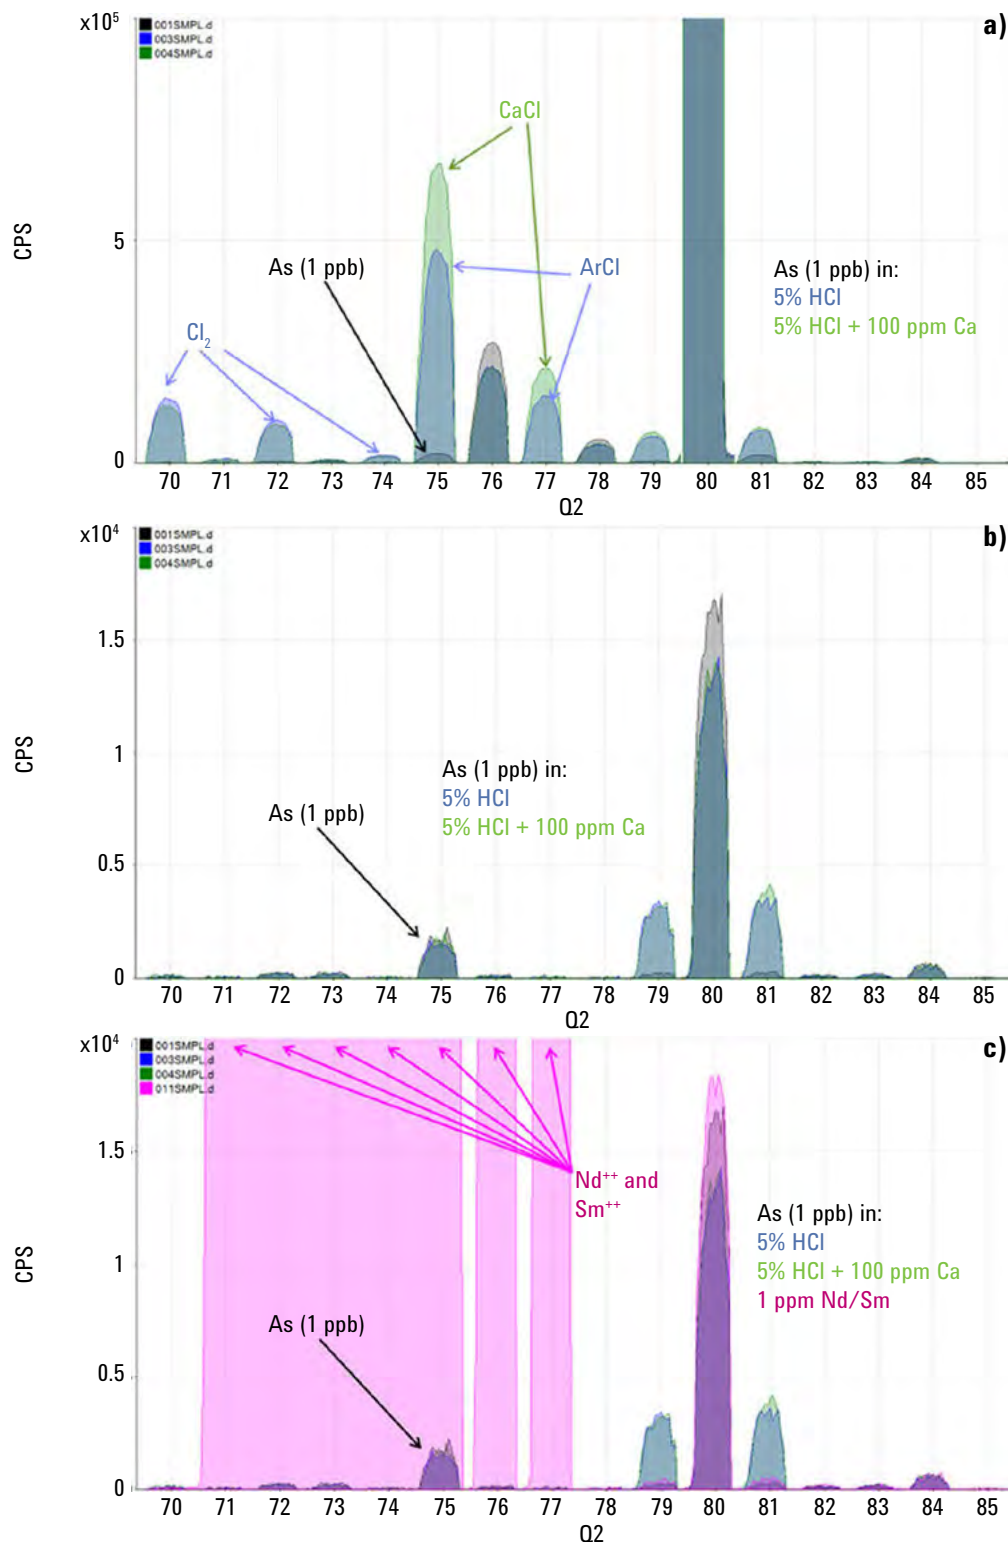 a)
x10⁵
001SMPL.d
003SMPL.d
004SMPL.d
CaCl
As (1 ppb)
ArCl
Cl₂
As (1 ppb) in:
5% HCl
5% HCl + 100 ppm Ca
CPS
5
0
70 71 72 73 74 75 76 77 78 79 80 81 82 83 84 85
Q2
b)
x10⁴
001SMPL.d
003SMPL.d
004SMPL.d
1.5
1
0.5
0
CPS
As (1 ppb) in:
5% HCl
5% HCl + 100 ppm Ca
As (1 ppb)
70 71 72 73 74 75 76 77 78 79 80 81 82 83 84 85
Q2
c)
x10⁴
001SMPL.d
003SMPL.d
004SMPL.d
011SMPL.d
1.5
1
0.5
0
CPS
Nd⁺⁺ and
Sm⁺⁺
As (1 ppb) in:
5% HCl
5% HCl + 100 ppm Ca
1 ppm Nd/Sm
As (1 ppb)
70 71 72 73 74 75 76 77 78 79 80 81 82 83 84 85
Q2